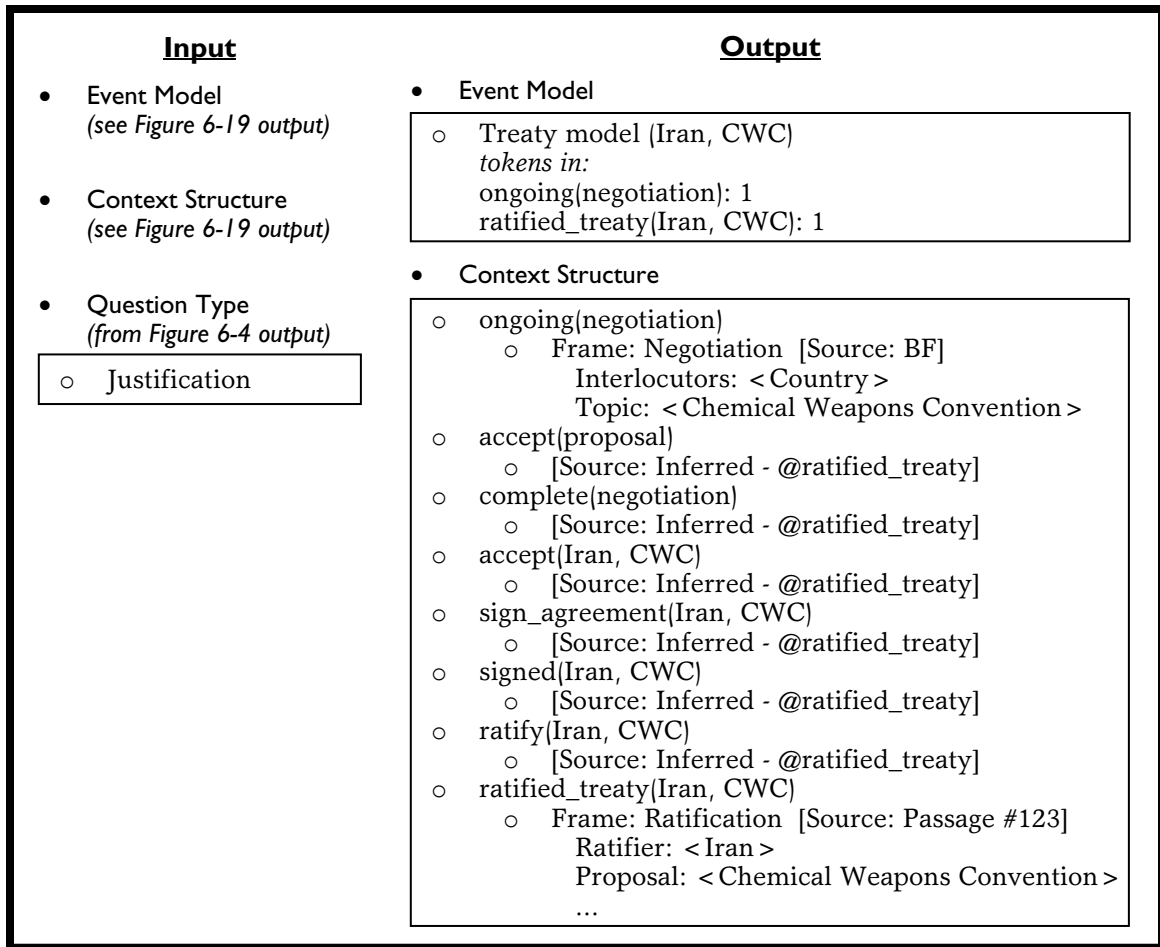 Input
• Event Model
(see Figure 6-19 output)
• Context Structure
(see Figure 6-19 output)
• Question Type
(from Figure 6-4 output)
o Justification
Output
• Event Model
o Treaty model (Iran, CWC)
tokens in:
ongoing(negotiation): 1
ratified_treaty(Iran, CWC): 1
• Context Structure
o ongoing(negotiation)
o Frame: Negotiation [Source: BF]
Interlocutors: <Country>
Topic: <Chemical Weapons Convention>
o accept(proposal)
o [Source: Inferred - @ratified_treaty]
o complete(negotiation)
o [Source: Inferred - @ratified_treaty]
o accept(Iran, CWC)
o [Source: Inferred - @ratified_treaty]
o sign_agreement(Iran, CWC)
o [Source: Inferred - @ratified_treaty]
o signed(Iran, CWC)
o [Source: Inferred - @ratified_treaty]
o ratify(Iran, CWC)
o [Source: Inferred - @ratified_treaty]
o ratified_treaty(Iran, CWC)
o Frame: Ratification [Source: Passage #123]
Ratifier: <Iran>
Proposal: <Chemical Weapons Convention>
...